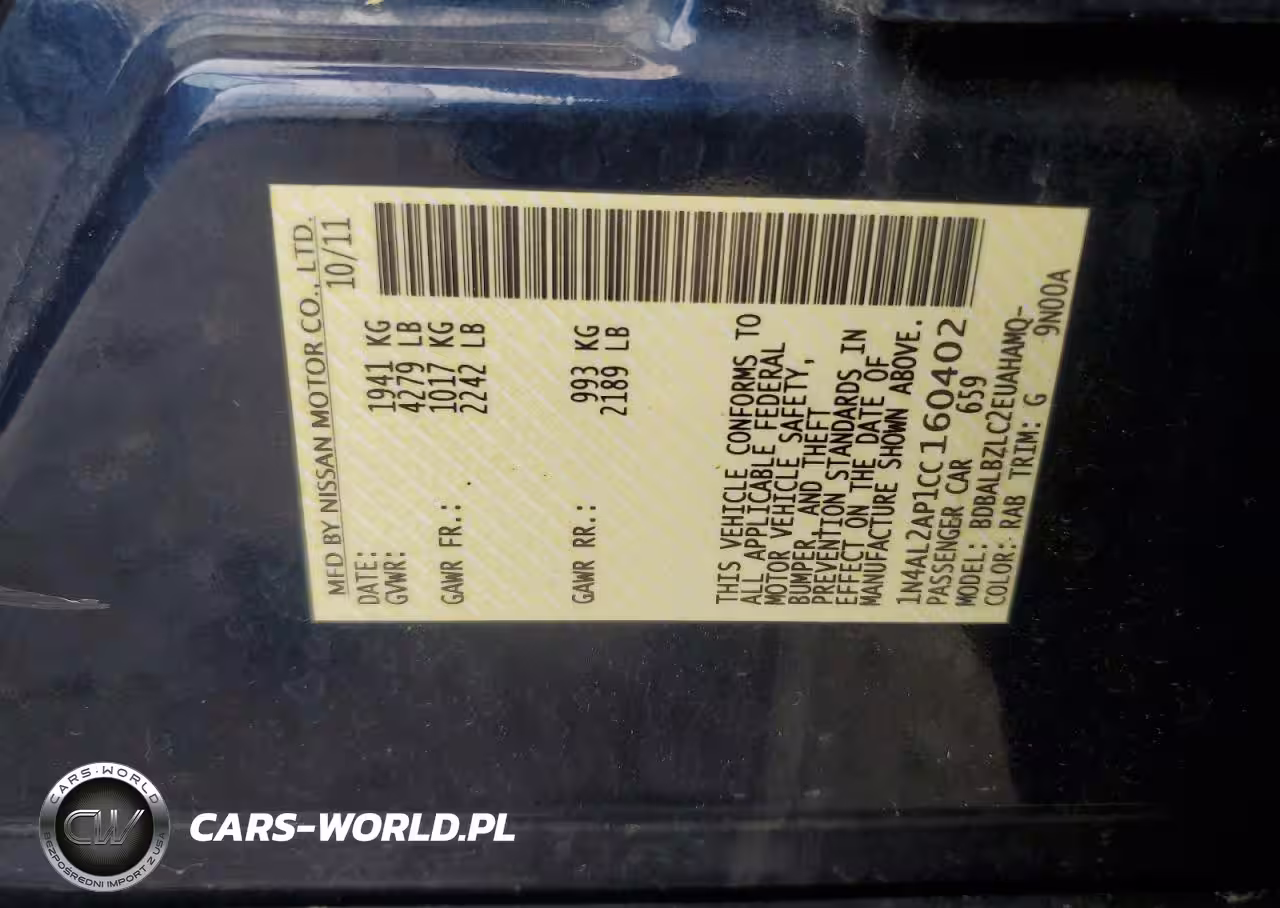 MFD BY NISSAN MOTOR CO., LTD.
DATE: 10/11
GVWR: 1941 KG
4279 LB
GAWR FR.: 1017 KG
2242 LB
GAWR RR.: 993 KG
2189 LB
THIS VEHICLE CONFORMS TO
ALL APPLICABLE FEDERAL
MOTOR VEHICLE SAFETY,
BUMPER, AND THEFT
PREVENTION STANDARDS IN
EFFECT ON THE DATE OF
MANUFACTURE SHOWN ABOVE.
1N4AL2AP1CC160402
PASSENGER CAR 659
MODEL: BDBALBZLC2EUAHAMQ-
COLOR: RAB TRIM: G 9N00A
CARS-WORLD
CW
BEZPOŚREDNI IMPORT Z USA
CARS-WORLD.PL